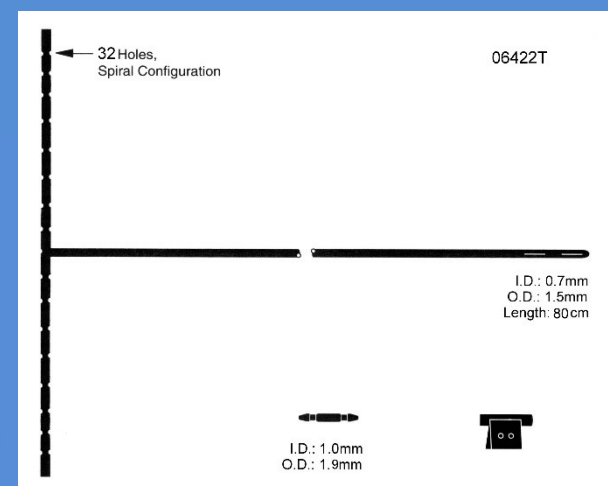 32 Holes,
Spiral Configuration
06422T
I.D.: 0.7mm
O.D.: 1.5mm
Length: 80cm
I.D.: 1.0mm
O.D.: 1.9mm